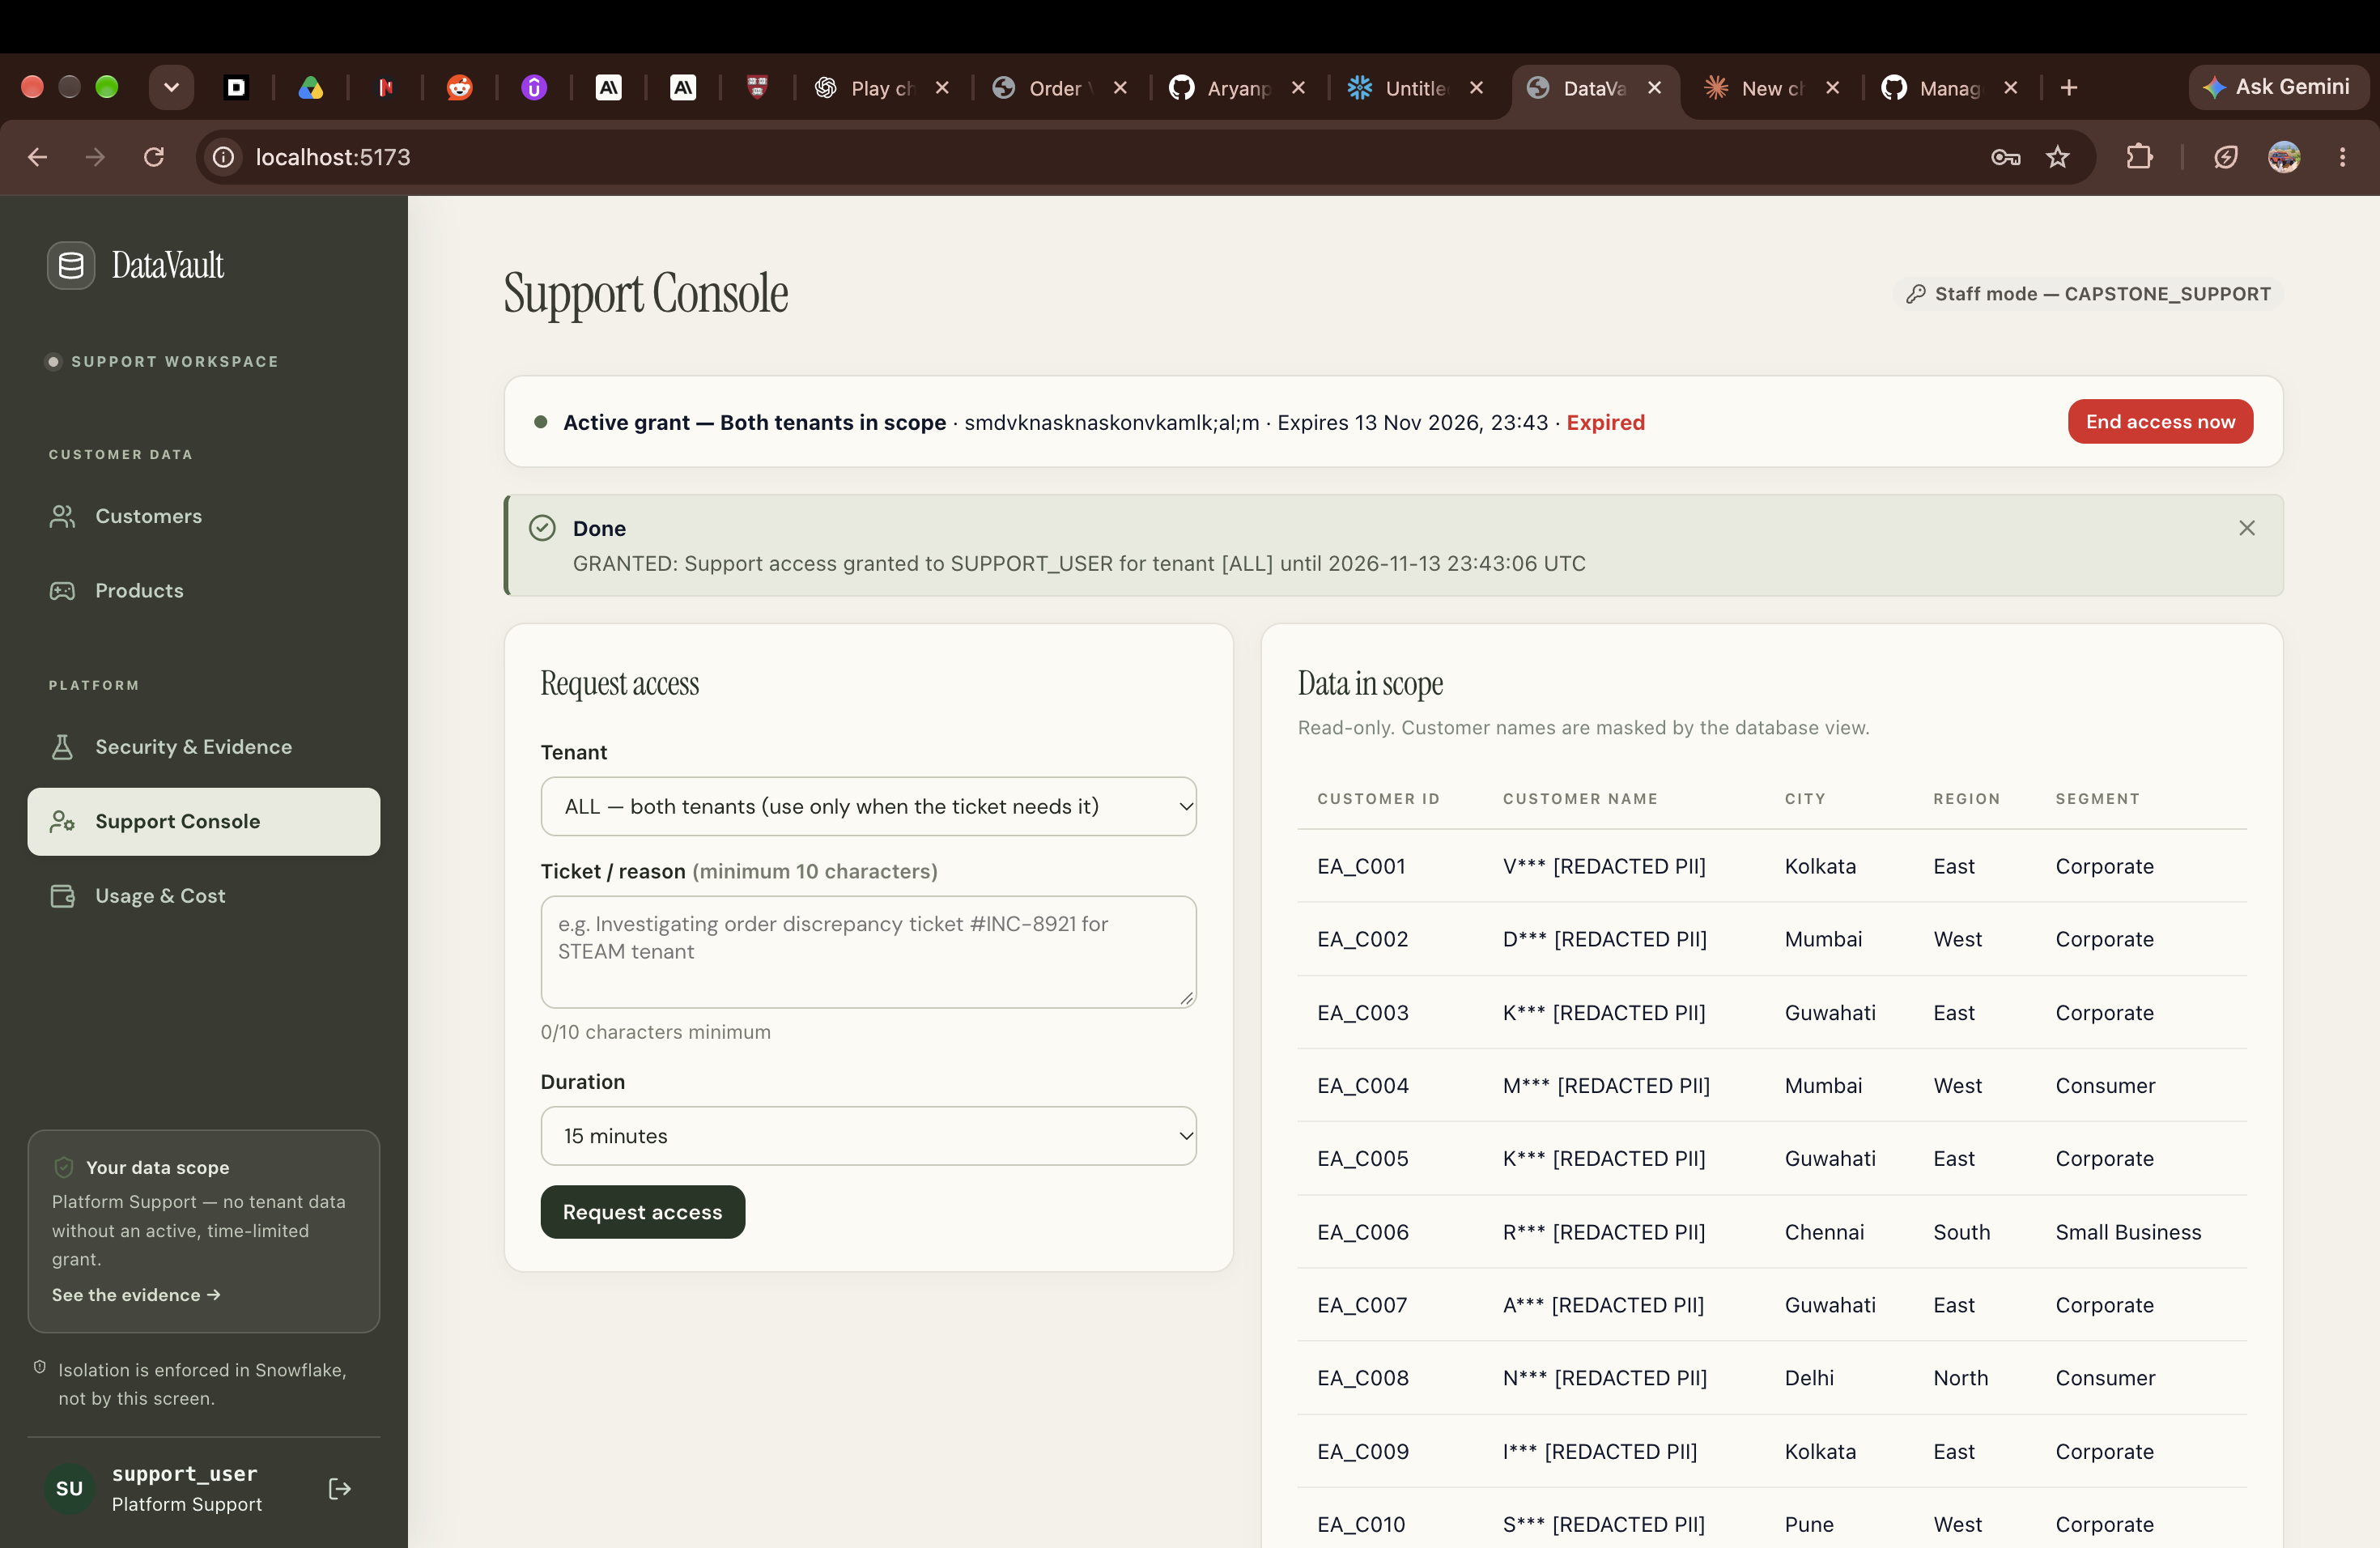 Play ch
Order V
Aryanp
Untitle
DataVa
New ch
Manag
Ask Gemini
localhost:5173
DataVault
SUPPORT WORKSPACE
CUSTOMER DATA
Customers
Products
PLATFORM
Security & Evidence
Support Console
Usage & Cost
Your data scope
Platform Support — no tenant data
without an active, time-limited
grant.
See the evidence →
Isolation is enforced in Snowflake,
not by this screen.
SU
support_user
Platform Support
Support Console
Staff mode — CAPSTONE_SUPPORT
Active grant — Both tenants in scope · smdvknasknaskonvkamlk;al;m · Expires 13 Nov 2026, 23:43 · Expired
End access now
Done
GRANTED: Support access granted to SUPPORT_USER for tenant [ALL] until 2026-11-13 23:43:06 UTC
Request access
Tenant
ALL — both tenants (use only when the ticket needs it)
Ticket / reason (minimum 10 characters)
e.g. Investigating order discrepancy ticket #INC-8921 for
STEAM tenant
0/10 characters minimum
Duration
15 minutes
Request access
Data in scope
Read-only. Customer names are masked by the database view.
CUSTOMER ID CUSTOMER NAME CITY REGION SEGMENT
EA_C001 V*** [REDACTED PII] Kolkata East Corporate
EA_C002 D*** [REDACTED PII] Mumbai West Corporate
EA_C003 K*** [REDACTED PII] Guwahati East Corporate
EA_C004 M*** [REDACTED PII] Mumbai West Consumer
EA_C005 K*** [REDACTED PII] Guwahati East Corporate
EA_C006 R*** [REDACTED PII] Chennai South Small Business
EA_C007 A*** [REDACTED PII] Guwahati East Corporate
EA_C008 N*** [REDACTED PII] Delhi North Consumer
EA_C009 I*** [REDACTED PII] Kolkata East Corporate
EA_C010 S*** [REDACTED PII] Pune West Corporate